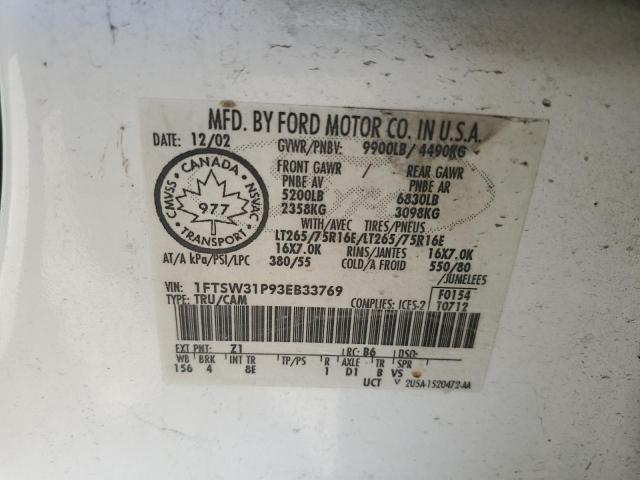 MFD. BY FORD MOTOR CO. IN U.S.A.
DATE: 12/02 GVWR/PNBV: 9900LB/ 4490KG
CANADA
CMVSS NSVAC
977
TRANSPORT
FRONT GAWR / REAR GAWR
PNBE AV PNBE AR
5200LB 6830LB
2358KG 3098KG
WITH/AVEC TIRES/PNEUS
LT265/75R16E/LT265/75R16E
16X7.0K RIMS/JANTES 16X7.0K
AT/A kPa/PSI/LPC 380/55 COLD/A FROID 550/80
/JUMELEES
VIN: 1FTSW31P93EB33769
TYPE: TRU/CAM COMPLIES: ICES-2
F0154
T0712
EXT PNT: Z1 RC: B6 DSO:
WB BRK INT TR TP/PS R AXLE TR SPR
156 4 8E 1 D1 B VS
UCT V 2U5A-1520472-AA